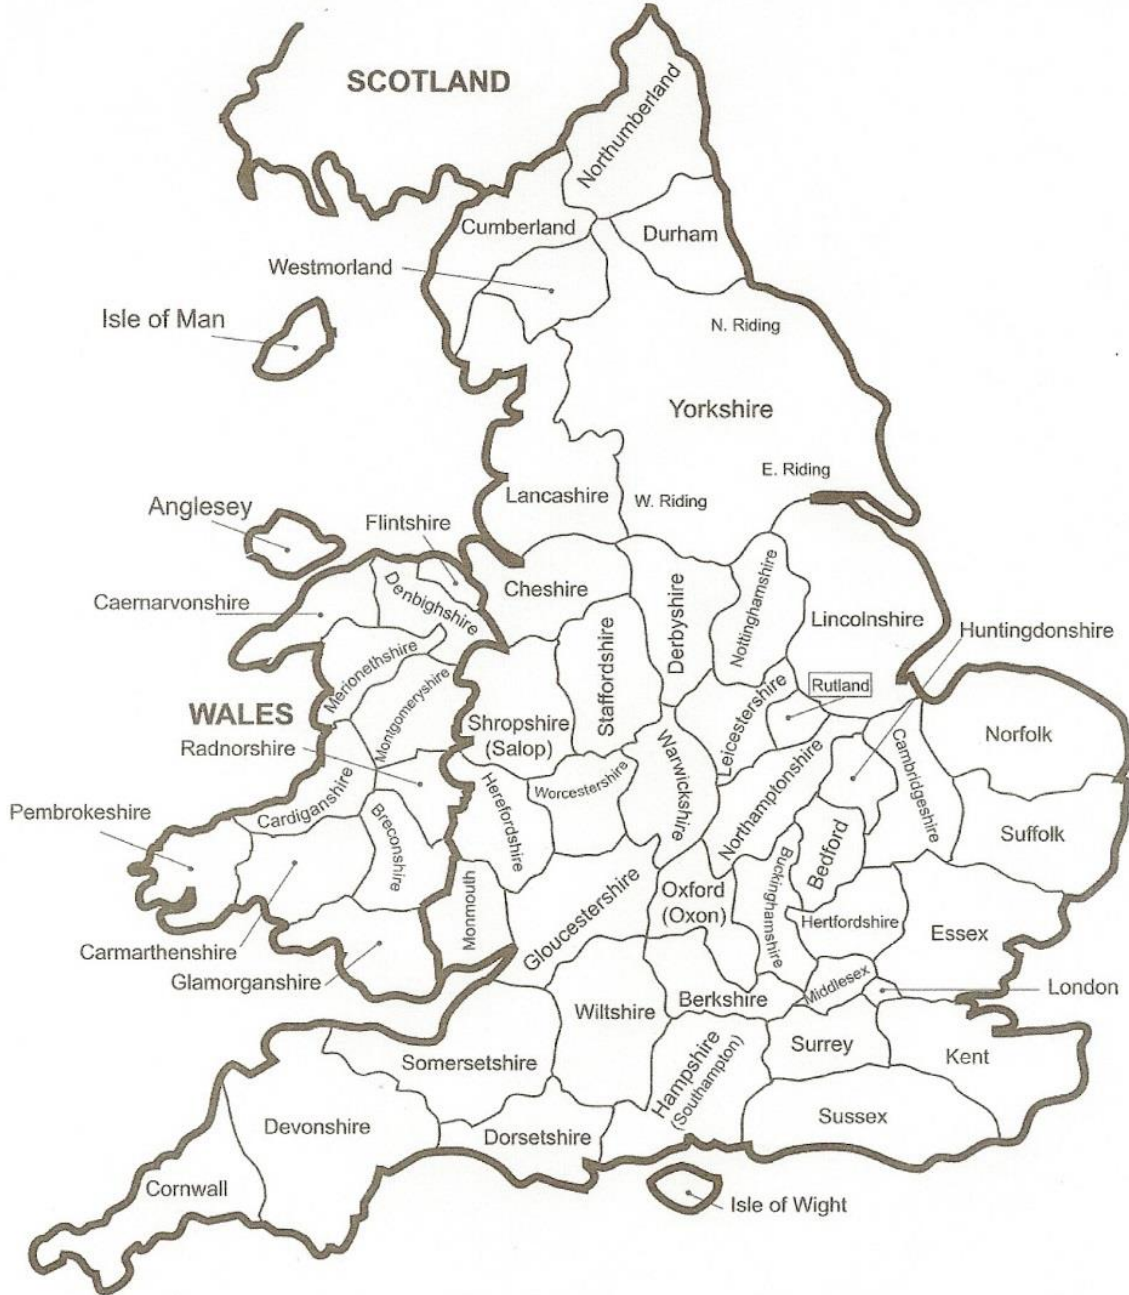 SCOTLAND
Northumberland
Cumberland
Durham
Westmorland
Isle of Man
N. Riding
Yorkshire
E. Riding
Lancashire
W. Riding
Anglesey
Flintshire
Cheshire
Derbyshire
Nottinghamshire
Caernarvonshire
Denbighshire
Lincolnshire
Huntingdonshire
Staffordshire
Merionethshire
Rutland
WALES
Montgomeryshire
Shropshire
(Salop)
Leicestershire
Norfolk
Radnorshire
Warwickshire
Worcestershire
Herefordshire
Northamptonshire
Cambridgeshire
Pembrokeshire
Cardiganshire
Breconshire
Suffolk
Bedford
Buckinghamshire
Oxford
(Oxon)
Monmouth
Gloucestershire
Hertfordshire
Essex
Carmarthenshire
Glamorganshire
Middlesex
London
Berkshire
Wiltshire
Surrey
Kent
Somersetshire
Hampshire
(Southampton)
Sussex
Devonshire
Dorsetshire
Cornwall
Isle of Wight